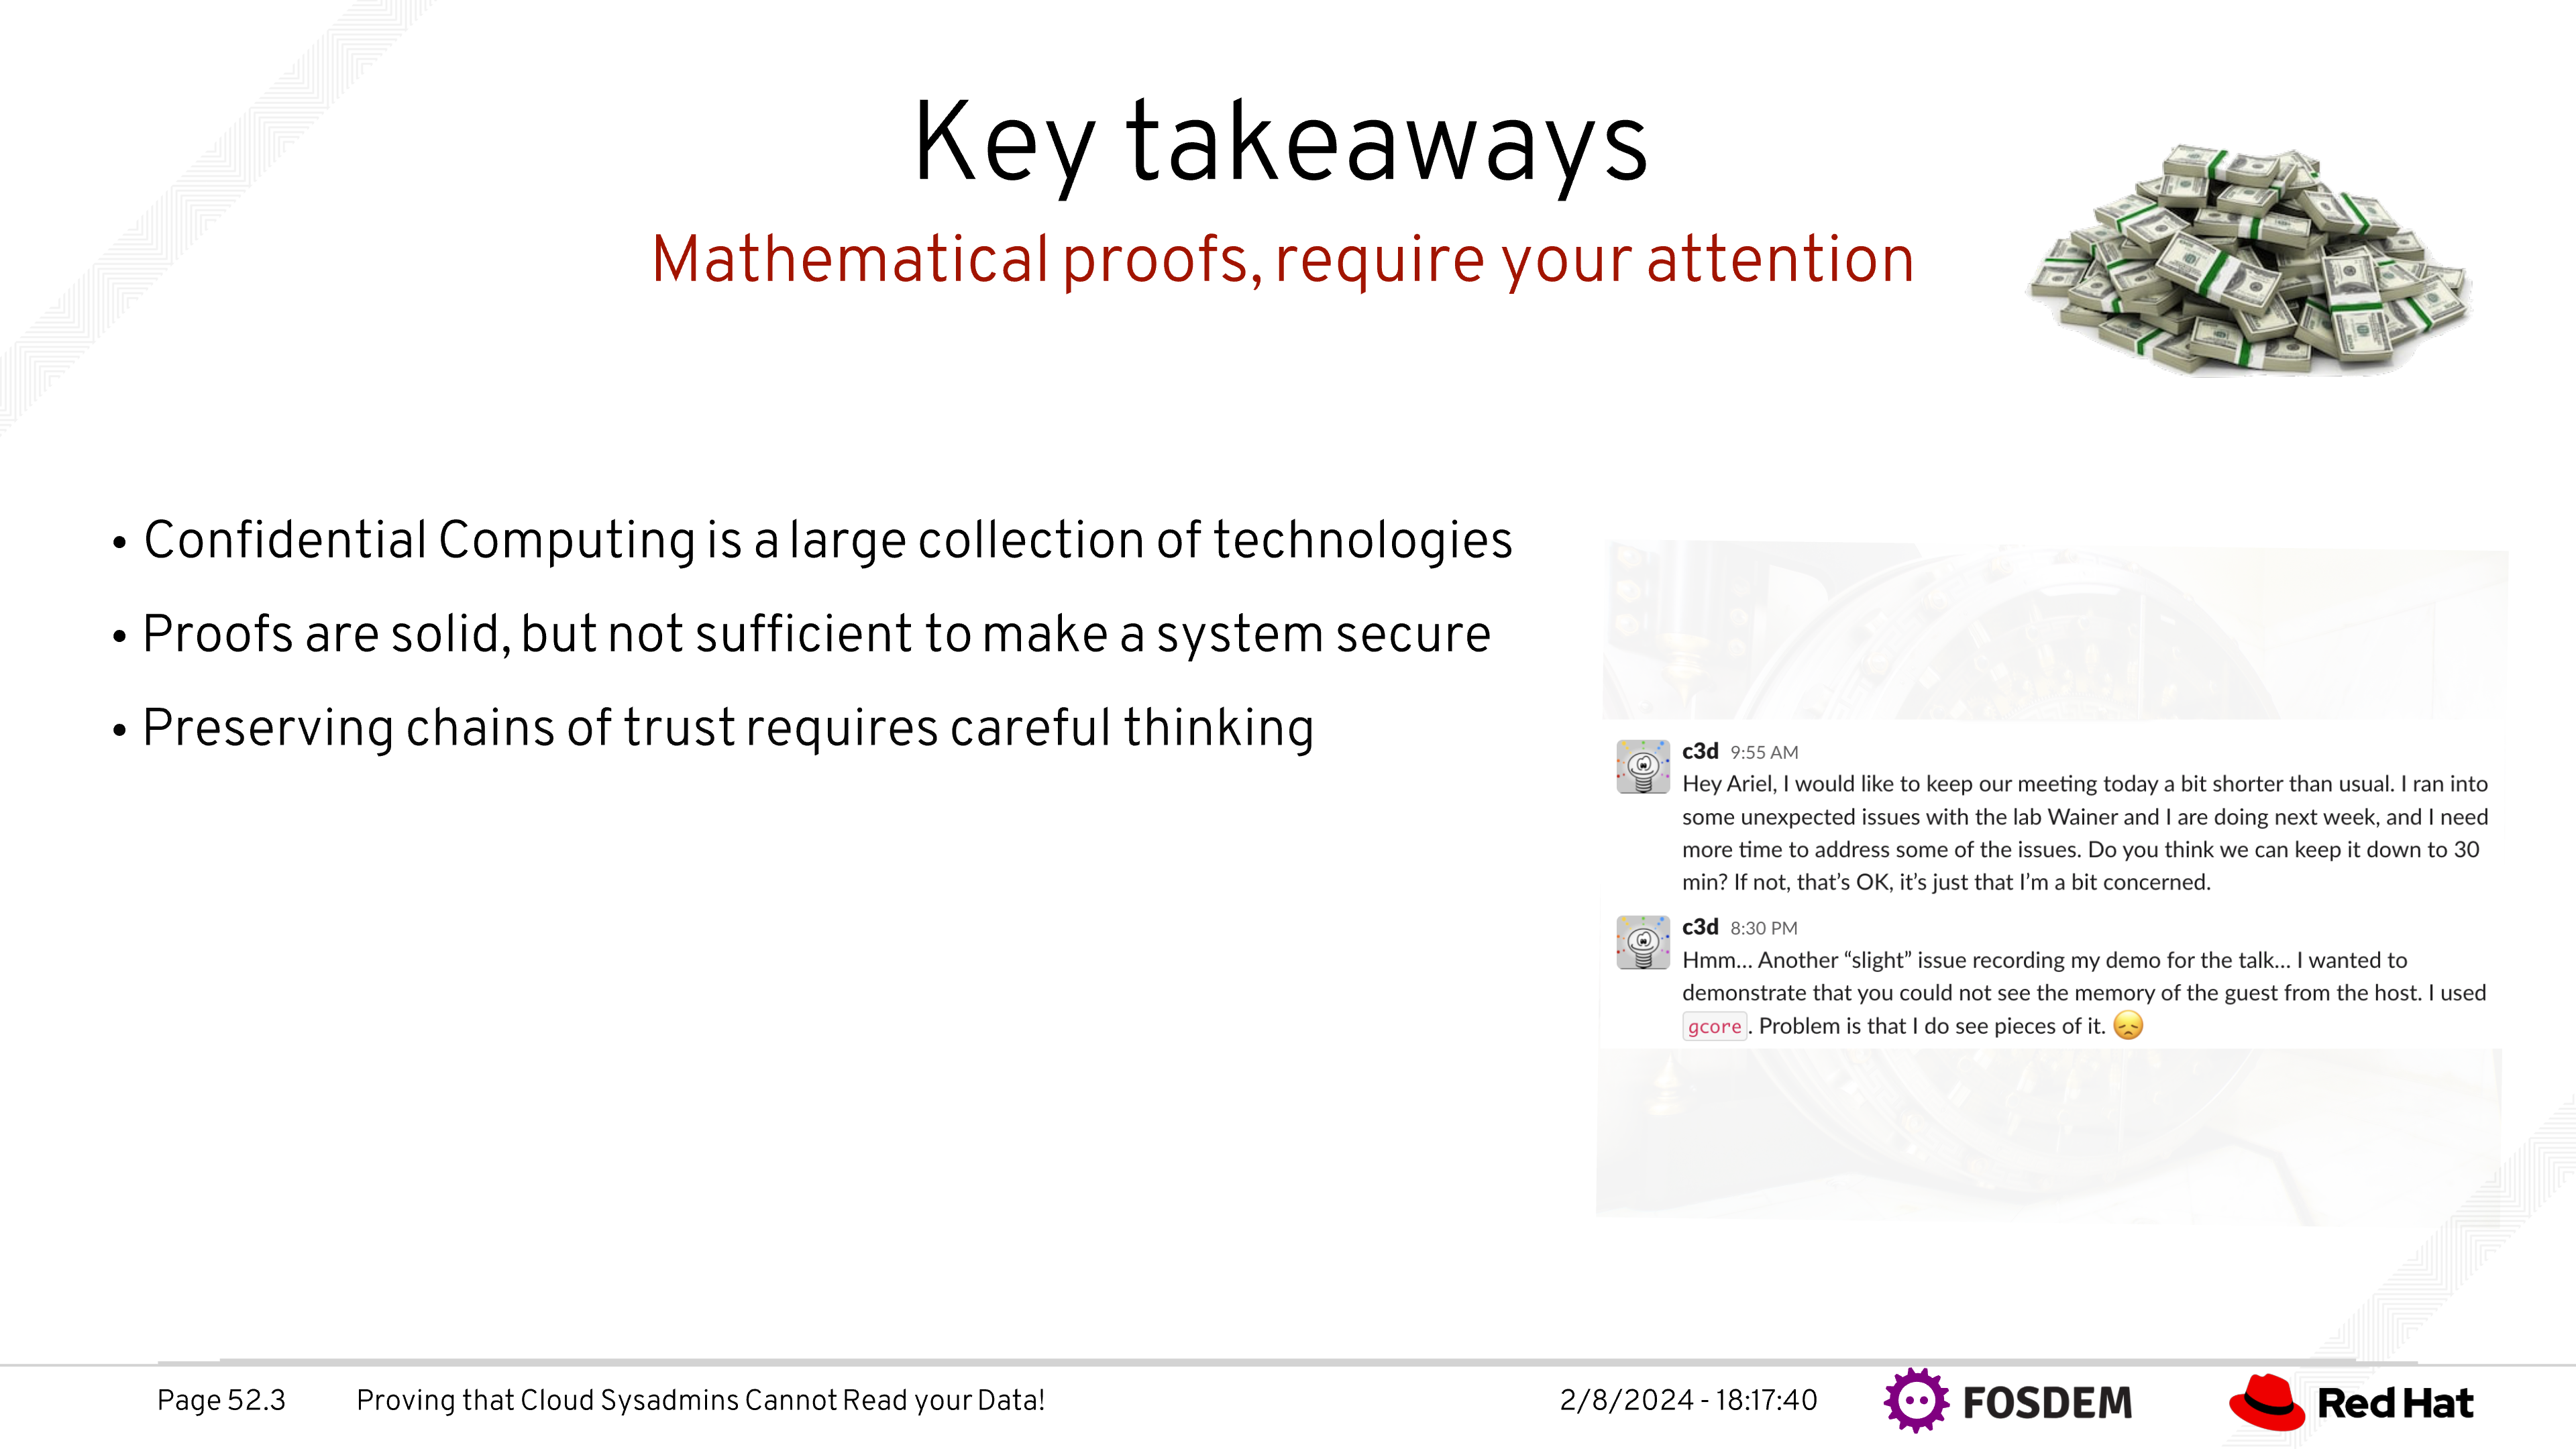 Key takeaways
Mathematical proofs, require your attention
• Confidential Computing is a large collection of technologies
• Proofs are solid, but not sufficient to make a system secure
• Preserving chains of trust requires careful thinking
c3d 9:55 AM
Hey Ariel, I would like to keep our meeting today a bit shorter than usual. I ran into
some unexpected issues with the lab Wainer and I are doing next week, and I need
more time to address some of the issues. Do you think we can keep it down to 30
min? If not, that’s OK, it’s just that I’m a bit concerned.
c3d 8:30 PM
Hmm... Another “slight” issue recording my demo for the talk... I wanted to
demonstrate that you could not see the memory of the guest from the host. I used
gcore. Problem is that I do see pieces of it. 😞
Page 52.3 Proving that Cloud Sysadmins Cannot Read your Data! 2/8/2024 - 18:17:40 FOSDEM Red Hat